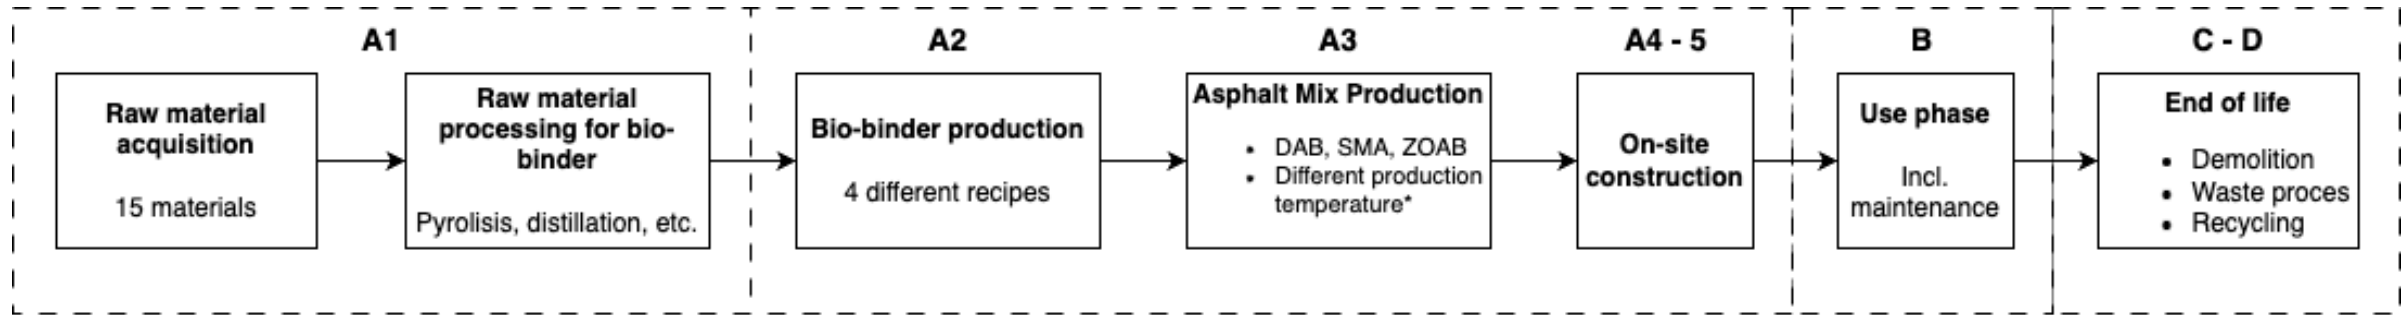 A1
Raw material
acquisition
15 materials
Raw material
processing for bio-
binder
Pyrolisis, distillation, etc.
A2
Bio-binder production
4 different recipes
A3
Asphalt Mix Production
• DAB, SMA, ZOAB
• Different production
temperature*
A4 - 5
On-site
construction
B
Use phase
Incl.
maintenance
C - D
End of life
• Demolition
• Waste proces
• Recycling